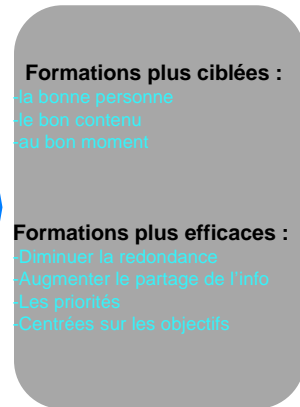 Formations plus ciblées :
-la bonne personne
-le bon contenu
-au bon moment
Formations plus efficaces :
-Diminuer la redondance
-Augmenter le partage de l'info
-Les priorités
-Centrées sur les objectifs